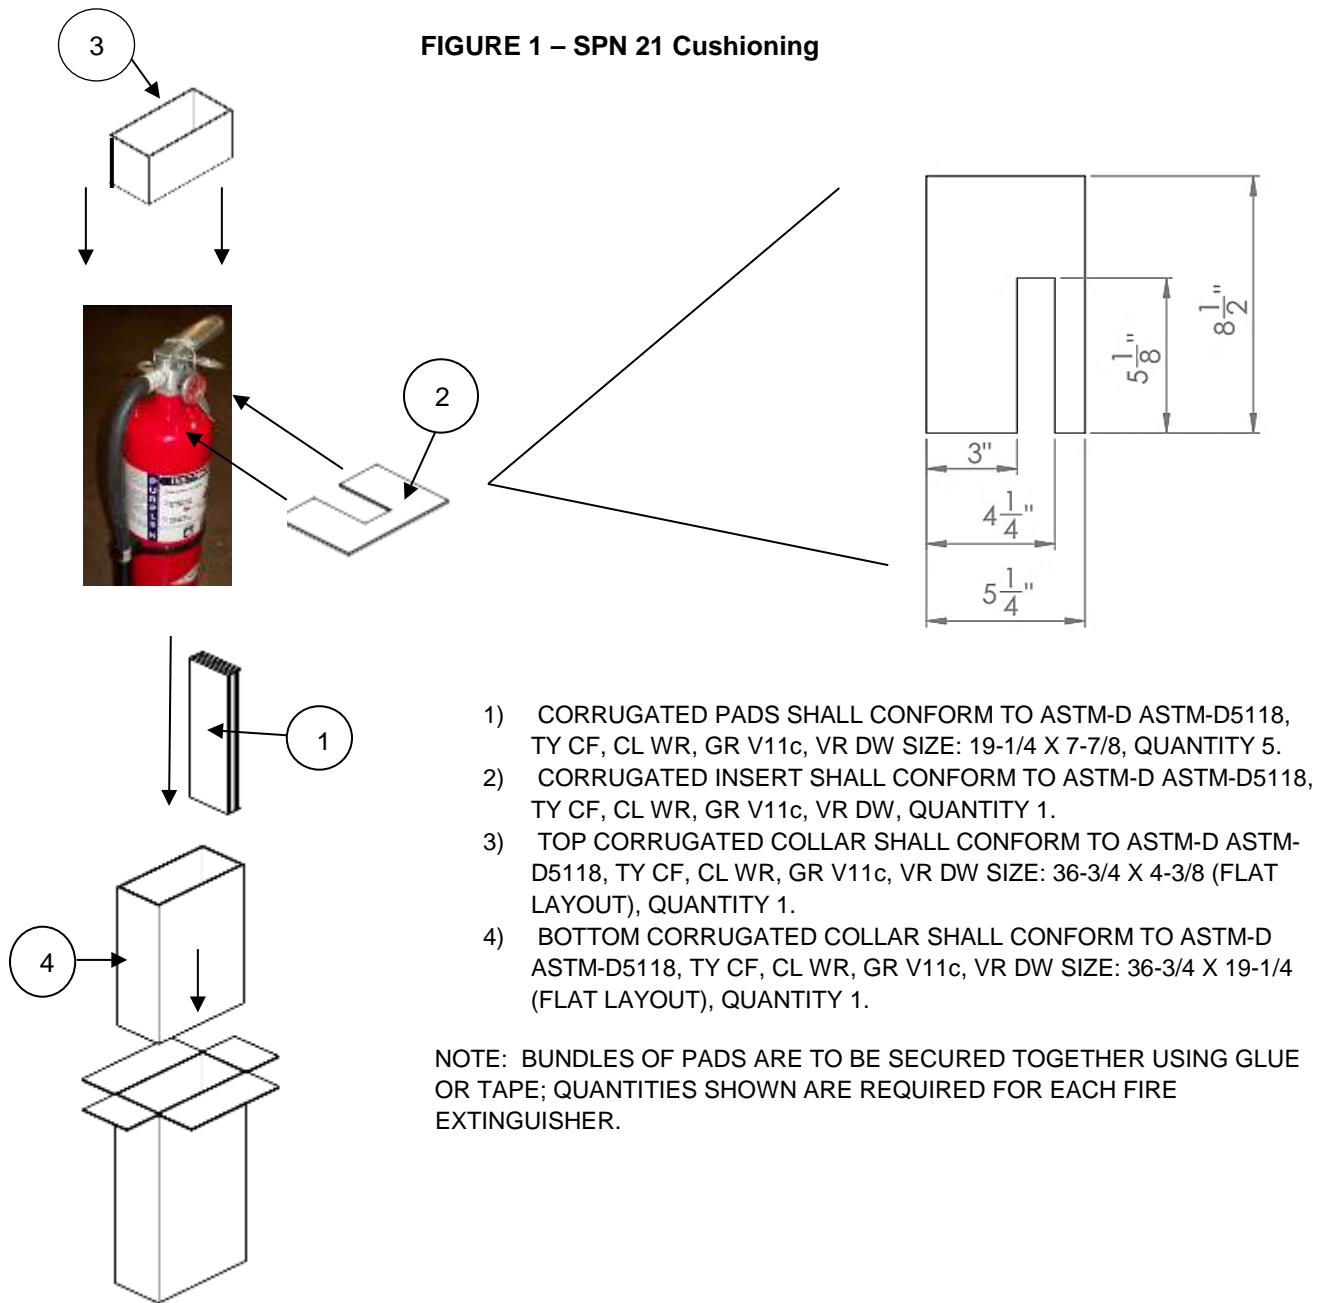 FIGURE 1 – SPN 21 Cushioning
3
2
8 1/2"
5 1/8"
3"
4 1/4"
5 1/4"
1
4
1) CORRUGATED PADS SHALL CONFORM TO ASTM-D ASTM-D5118,
TY CF, CL WR, GR V11c, VR DW SIZE: 19-1/4 X 7-7/8, QUANTITY 5.
2) CORRUGATED INSERT SHALL CONFORM TO ASTM-D ASTM-D5118,
TY CF, CL WR, GR V11c, VR DW, QUANTITY 1.
3) TOP CORRUGATED COLLAR SHALL CONFORM TO ASTM-D ASTM-
D5118, TY CF, CL WR, GR V11c, VR DW SIZE: 36-3/4 X 4-3/8 (FLAT
LAYOUT), QUANTITY 1.
4) BOTTOM CORRUGATED COLLAR SHALL CONFORM TO ASTM-D
ASTM-D5118, TY CF, CL WR, GR V11c, VR DW SIZE: 36-3/4 X 19-1/4
(FLAT LAYOUT), QUANTITY 1.
NOTE: BUNDLES OF PADS ARE TO BE SECURED TOGETHER USING GLUE
OR TAPE; QUANTITIES SHOWN ARE REQUIRED FOR EACH FIRE
EXTINGUISHER.